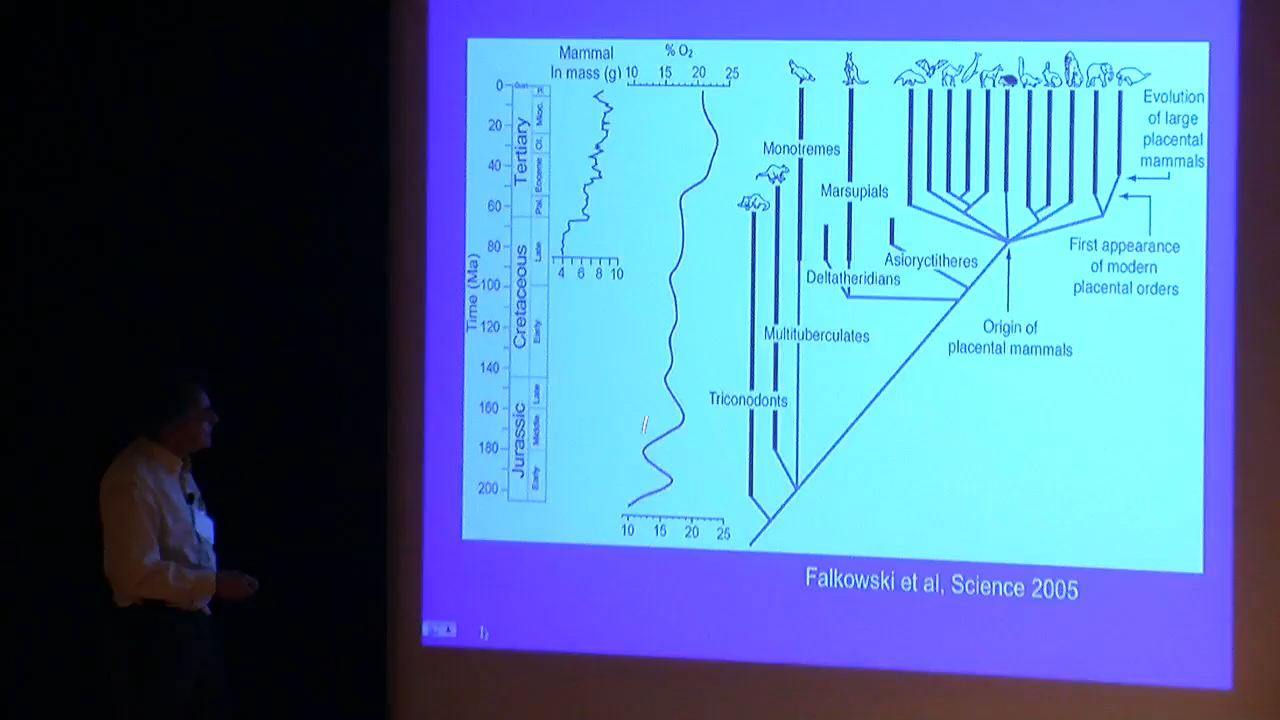 Mammal
ln mass (g)
% O₂
10 15 20 25
0
20
40
60
80
100
120
140
160
180
200
Time (Ma)
Tertiary
Cretaceous
Jurassic
Mioc.
Ol.
Eocene
Pal.
Late
Early
Late
Middle
Early
4 6 8 10
10 15 20 25
Monotremes
Marsupials
Asioryctitheres
Deltatheridians
Multituberculates
Triconodonts
Evolution
of large
placental
mammals
First appearance
of modern
placental orders
Origin of
placental mammals
Falkowski et al, Science 2005